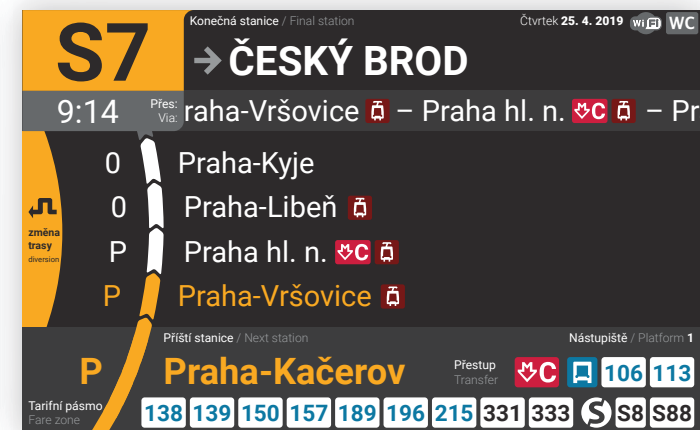 S7
Konečná stanice / Final station
Čtvrtek 25. 4. 2019 WiFi WC
→ ČESKÝ BROD
9:14
Přes:
Via:
raha-Vršovice – Praha hl. n. C – Pr
0 Praha-Kyje
0 Praha-Libeň
P Praha hl. n. C
P Praha-Vršovice
změna
trasy
diversion
Příští stanice / Next station
Nástupiště / Platform 1
P Praha-Kačerov
Přestup
Transfer
C 106 113
Tarifní pásmo
Fare zone
138 139 150 157 189 196 215 331 333 S S8 S88